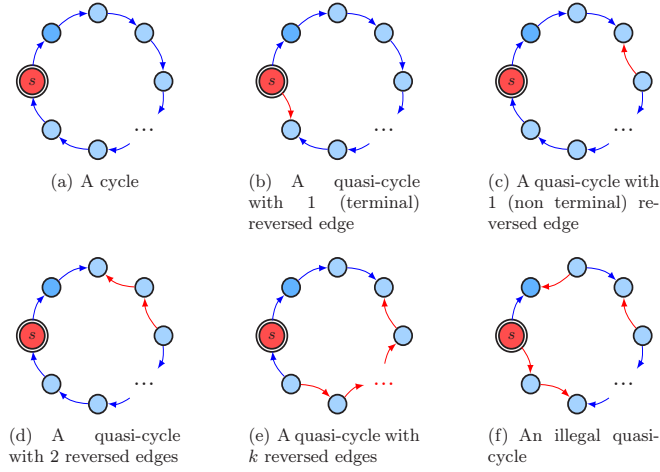 s
s
s
...
...
...
(a) A cycle
(b) A quasi-cycle
with 1 (terminal)
reversed edge
(c) A quasi-cycle with
1 (non terminal) re-
versed edge
s
s
s
...
...
...
(d) A quasi-cycle
with 2 reversed edges
(e) A quasi-cycle with
k reversed edges
(f) An illegal quasi-
cycle